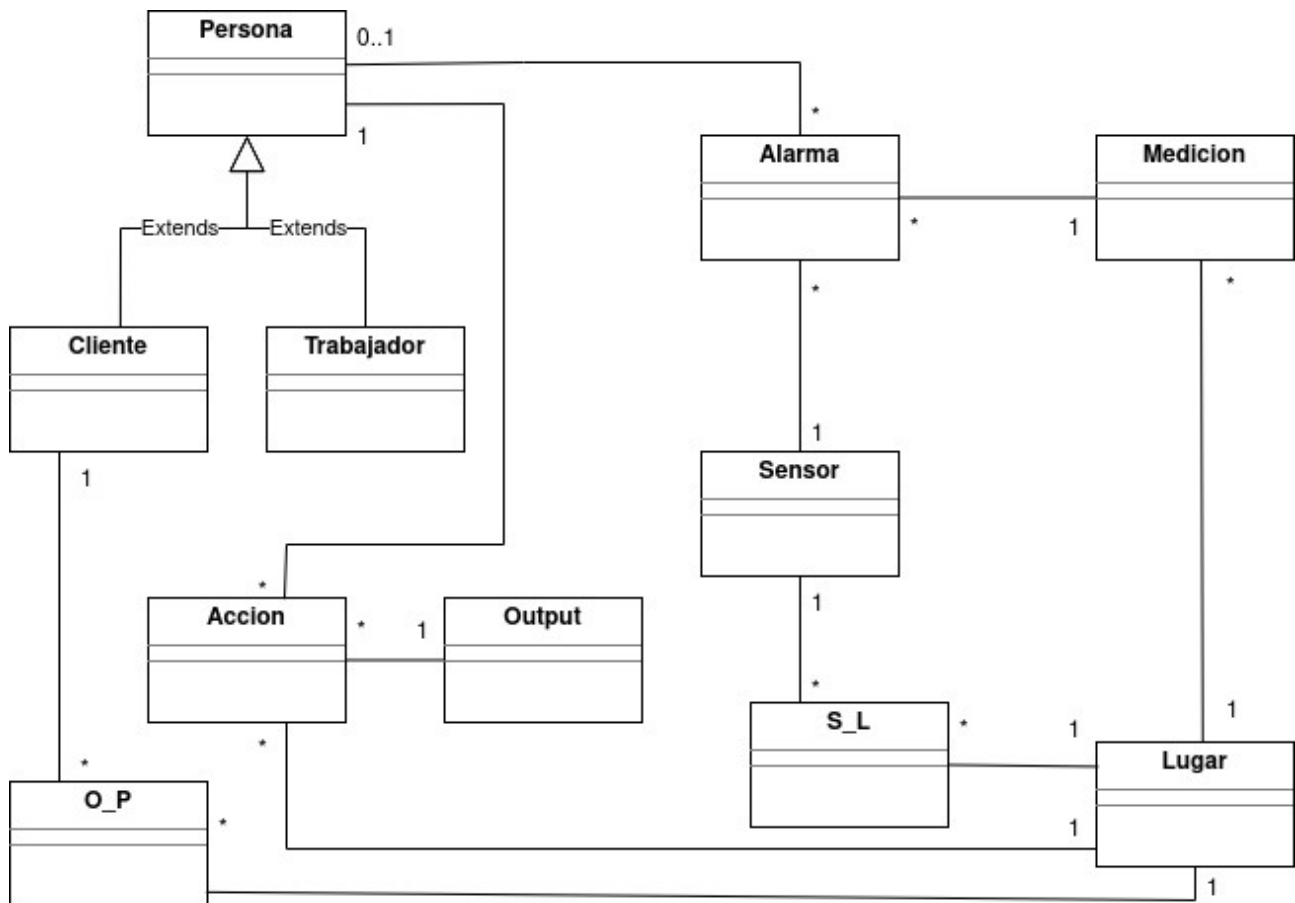 Persona
0..1
1
*
Alarma
Medicion
*
1
Extends
Extends
*
*
Cliente
Trabajador
1
1
Sensor
*
Accion
*
1
Output
1
*
*
1
1
S_L
*
*
Lugar
O_P
*
1
1